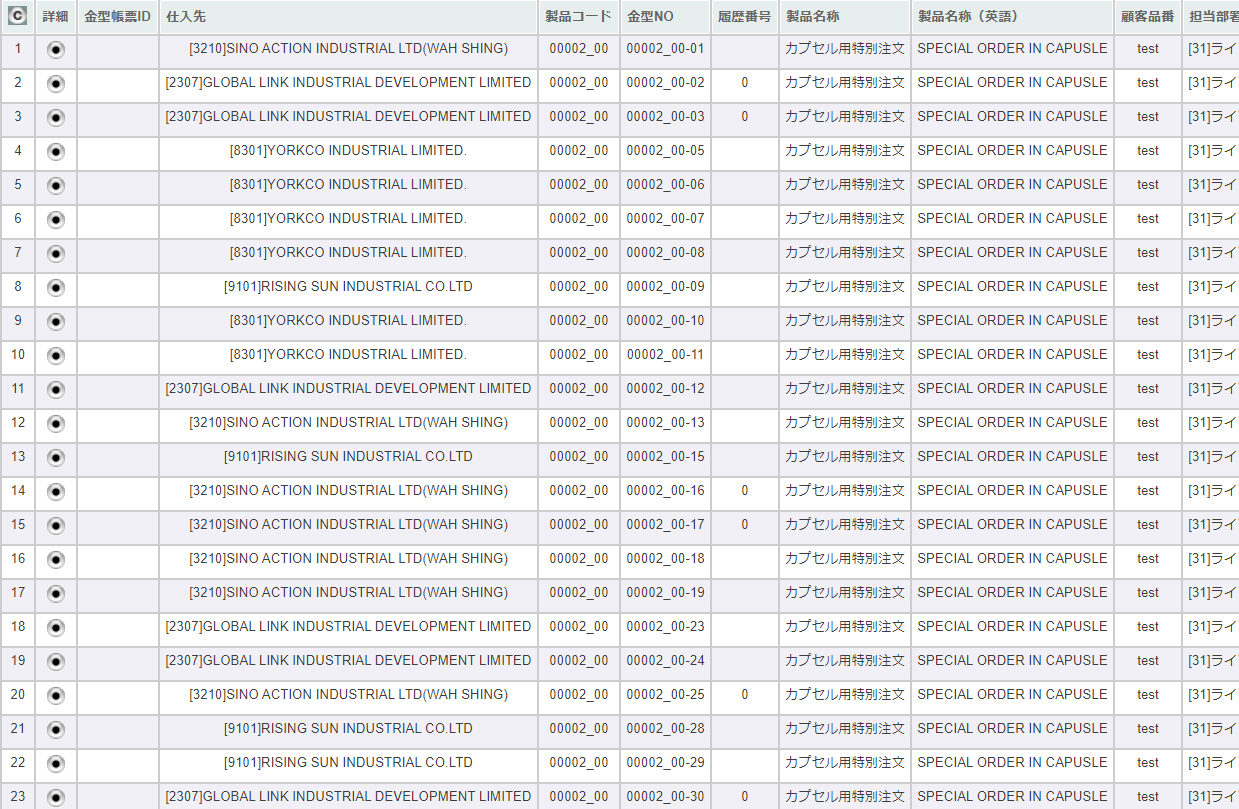 C 詳細 金型帳票ID 仕入先 製品コード 金型NO 履歴番号 製品名称 製品名称（英語） 顧客品番 担当部署
1 [3210]SINO ACTION INDUSTRIAL LTD(WAH SHING) 00002_00 00002_00-01 カプセル用特別注文 SPECIAL ORDER IN CAPUSLE test [31]ライ
2 [2307]GLOBAL LINK INDUSTRIAL DEVELOPMENT LIMITED 00002_00 00002_00-02 0 カプセル用特別注文 SPECIAL ORDER IN CAPUSLE test [31]ライ
3 [2307]GLOBAL LINK INDUSTRIAL DEVELOPMENT LIMITED 00002_00 00002_00-03 0 カプセル用特別注文 SPECIAL ORDER IN CAPUSLE test [31]ライ
4 [8301]YORKCO INDUSTRIAL LIMITED. 00002_00 00002_00-05 カプセル用特別注文 SPECIAL ORDER IN CAPUSLE test [31]ライ
5 [8301]YORKCO INDUSTRIAL LIMITED. 00002_00 00002_00-06 カプセル用特別注文 SPECIAL ORDER IN CAPUSLE test [31]ライ
6 [8301]YORKCO INDUSTRIAL LIMITED. 00002_00 00002_00-07 カプセル用特別注文 SPECIAL ORDER IN CAPUSLE test [31]ライ
7 [8301]YORKCO INDUSTRIAL LIMITED. 00002_00 00002_00-08 カプセル用特別注文 SPECIAL ORDER IN CAPUSLE test [31]ライ
8 [9101]RISING SUN INDUSTRIAL CO.LTD 00002_00 00002_00-09 カプセル用特別注文 SPECIAL ORDER IN CAPUSLE test [31]ライ
9 [8301]YORKCO INDUSTRIAL LIMITED. 00002_00 00002_00-10 カプセル用特別注文 SPECIAL ORDER IN CAPUSLE test [31]ライ
10 [8301]YORKCO INDUSTRIAL LIMITED. 00002_00 00002_00-11 カプセル用特別注文 SPECIAL ORDER IN CAPUSLE test [31]ライ
11 [2307]GLOBAL LINK INDUSTRIAL DEVELOPMENT LIMITED 00002_00 00002_00-12 カプセル用特別注文 SPECIAL ORDER IN CAPUSLE test [31]ライ
12 [3210]SINO ACTION INDUSTRIAL LTD(WAH SHING) 00002_00 00002_00-13 カプセル用特別注文 SPECIAL ORDER IN CAPUSLE test [31]ライ
13 [9101]RISING SUN INDUSTRIAL CO.LTD 00002_00 00002_00-15 カプセル用特別注文 SPECIAL ORDER IN CAPUSLE test [31]ライ
14 [3210]SINO ACTION INDUSTRIAL LTD(WAH SHING) 00002_00 00002_00-16 0 カプセル用特別注文 SPECIAL ORDER IN CAPUSLE test [31]ライ
15 [3210]SINO ACTION INDUSTRIAL LTD(WAH SHING) 00002_00 00002_00-17 0 カプセル用特別注文 SPECIAL ORDER IN CAPUSLE test [31]ライ
16 [3210]SINO ACTION INDUSTRIAL LTD(WAH SHING) 00002_00 00002_00-18 カプセル用特別注文 SPECIAL ORDER IN CAPUSLE test [31]ライ
17 [3210]SINO ACTION INDUSTRIAL LTD(WAH SHING) 00002_00 00002_00-19 カプセル用特別注文 SPECIAL ORDER IN CAPUSLE test [31]ライ
18 [2307]GLOBAL LINK INDUSTRIAL DEVELOPMENT LIMITED 00002_00 00002_00-23 カプセル用特別注文 SPECIAL ORDER IN CAPUSLE test [31]ライ
19 [2307]GLOBAL LINK INDUSTRIAL DEVELOPMENT LIMITED 00002_00 00002_00-24 カプセル用特別注文 SPECIAL ORDER IN CAPUSLE test [31]ライ
20 [3210]SINO ACTION INDUSTRIAL LTD(WAH SHING) 00002_00 00002_00-25 0 カプセル用特別注文 SPECIAL ORDER IN CAPUSLE test [31]ライ
21 [9101]RISING SUN INDUSTRIAL CO.LTD 00002_00 00002_00-28 カプセル用特別注文 SPECIAL ORDER IN CAPUSLE test [31]ライ
22 [9101]RISING SUN INDUSTRIAL CO.LTD 00002_00 00002_00-29 カプセル用特別注文 SPECIAL ORDER IN CAPUSLE test [31]ライ
23 [2307]GLOBAL LINK INDUSTRIAL DEVELOPMENT LIMITED 00002_00 00002_00-30 0 カプセル用特別注文 SPECIAL ORDER IN CAPUSLE test [31]ライ